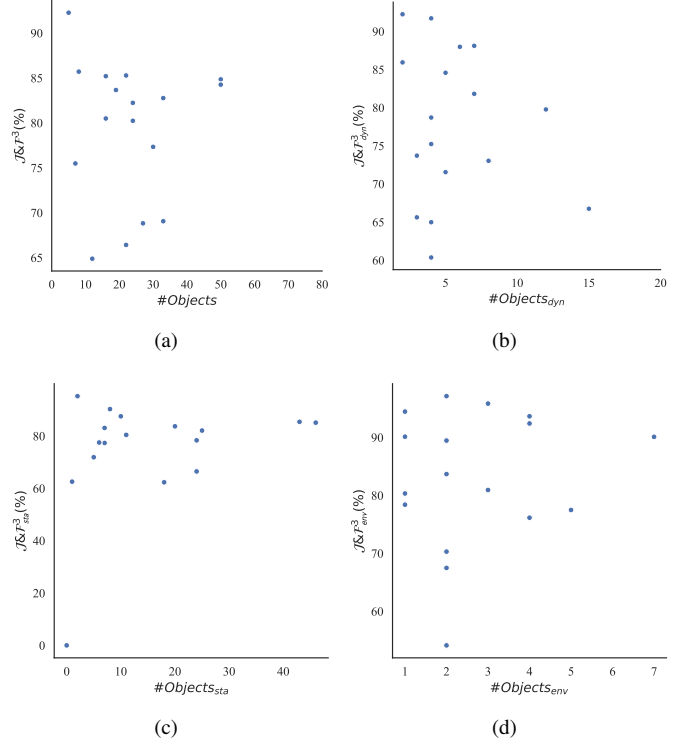 90
85
80
75
70
65
𝒥&ℱ³(%)
0 10 20 30 40 50 60 70 80
#Objects
(a)
90
85
80
75
70
65
60
𝒥&ℱ³dyn(%)
5 10 15 20
#Objectsdyn
(b)
80
60
40
20
0
𝒥&ℱ³sta(%)
0 10 20 30 40
#Objectssta
(c)
90
80
70
60
𝒥&ℱ³env(%)
1 2 3 4 5 6 7
#Objectsenv
(d)